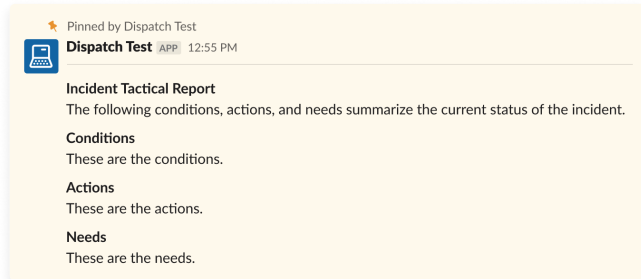 Pinned by Dispatch Test
Dispatch Test APP 12:55 PM
Incident Tactical Report
The following conditions, actions, and needs summarize the current status of the incident.
Conditions
These are the conditions.
Actions
These are the actions.
Needs
These are the needs.